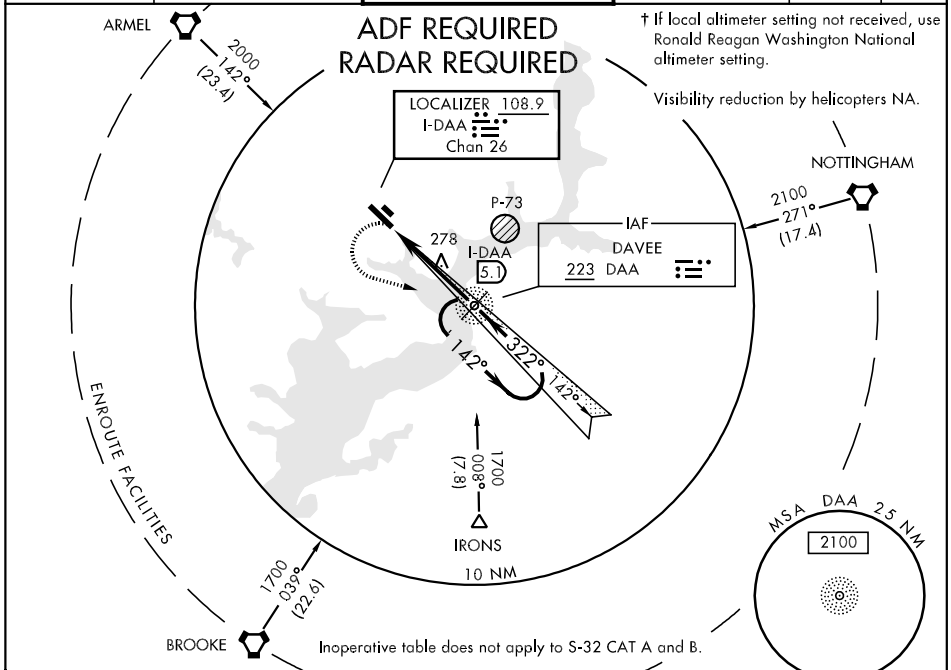 ARMEL
2000
142°
(23.4)
ADF REQUIRED
RADAR REQUIRED
† If local altimeter setting not received, use
Ronald Reagan Washington National
altimeter setting.
Visibility reduction by helicopters NA.
LOCALIZER 108.9
I-DAA
Chan 26
NOTTINGHAM
2100
271°
(17.4)
P-73
278
I-DAA
5.1
IAF
DAVEE
223 DAA
142°
322°
142°
1700
008°
(7.8)
IRONS
10 NM
ENROUTE FACILITIES
1700
039°
(22.6)
BROOKE
MSA DAA 25 NM
2100
Inoperative table does not apply to S-32 CAT A and B.